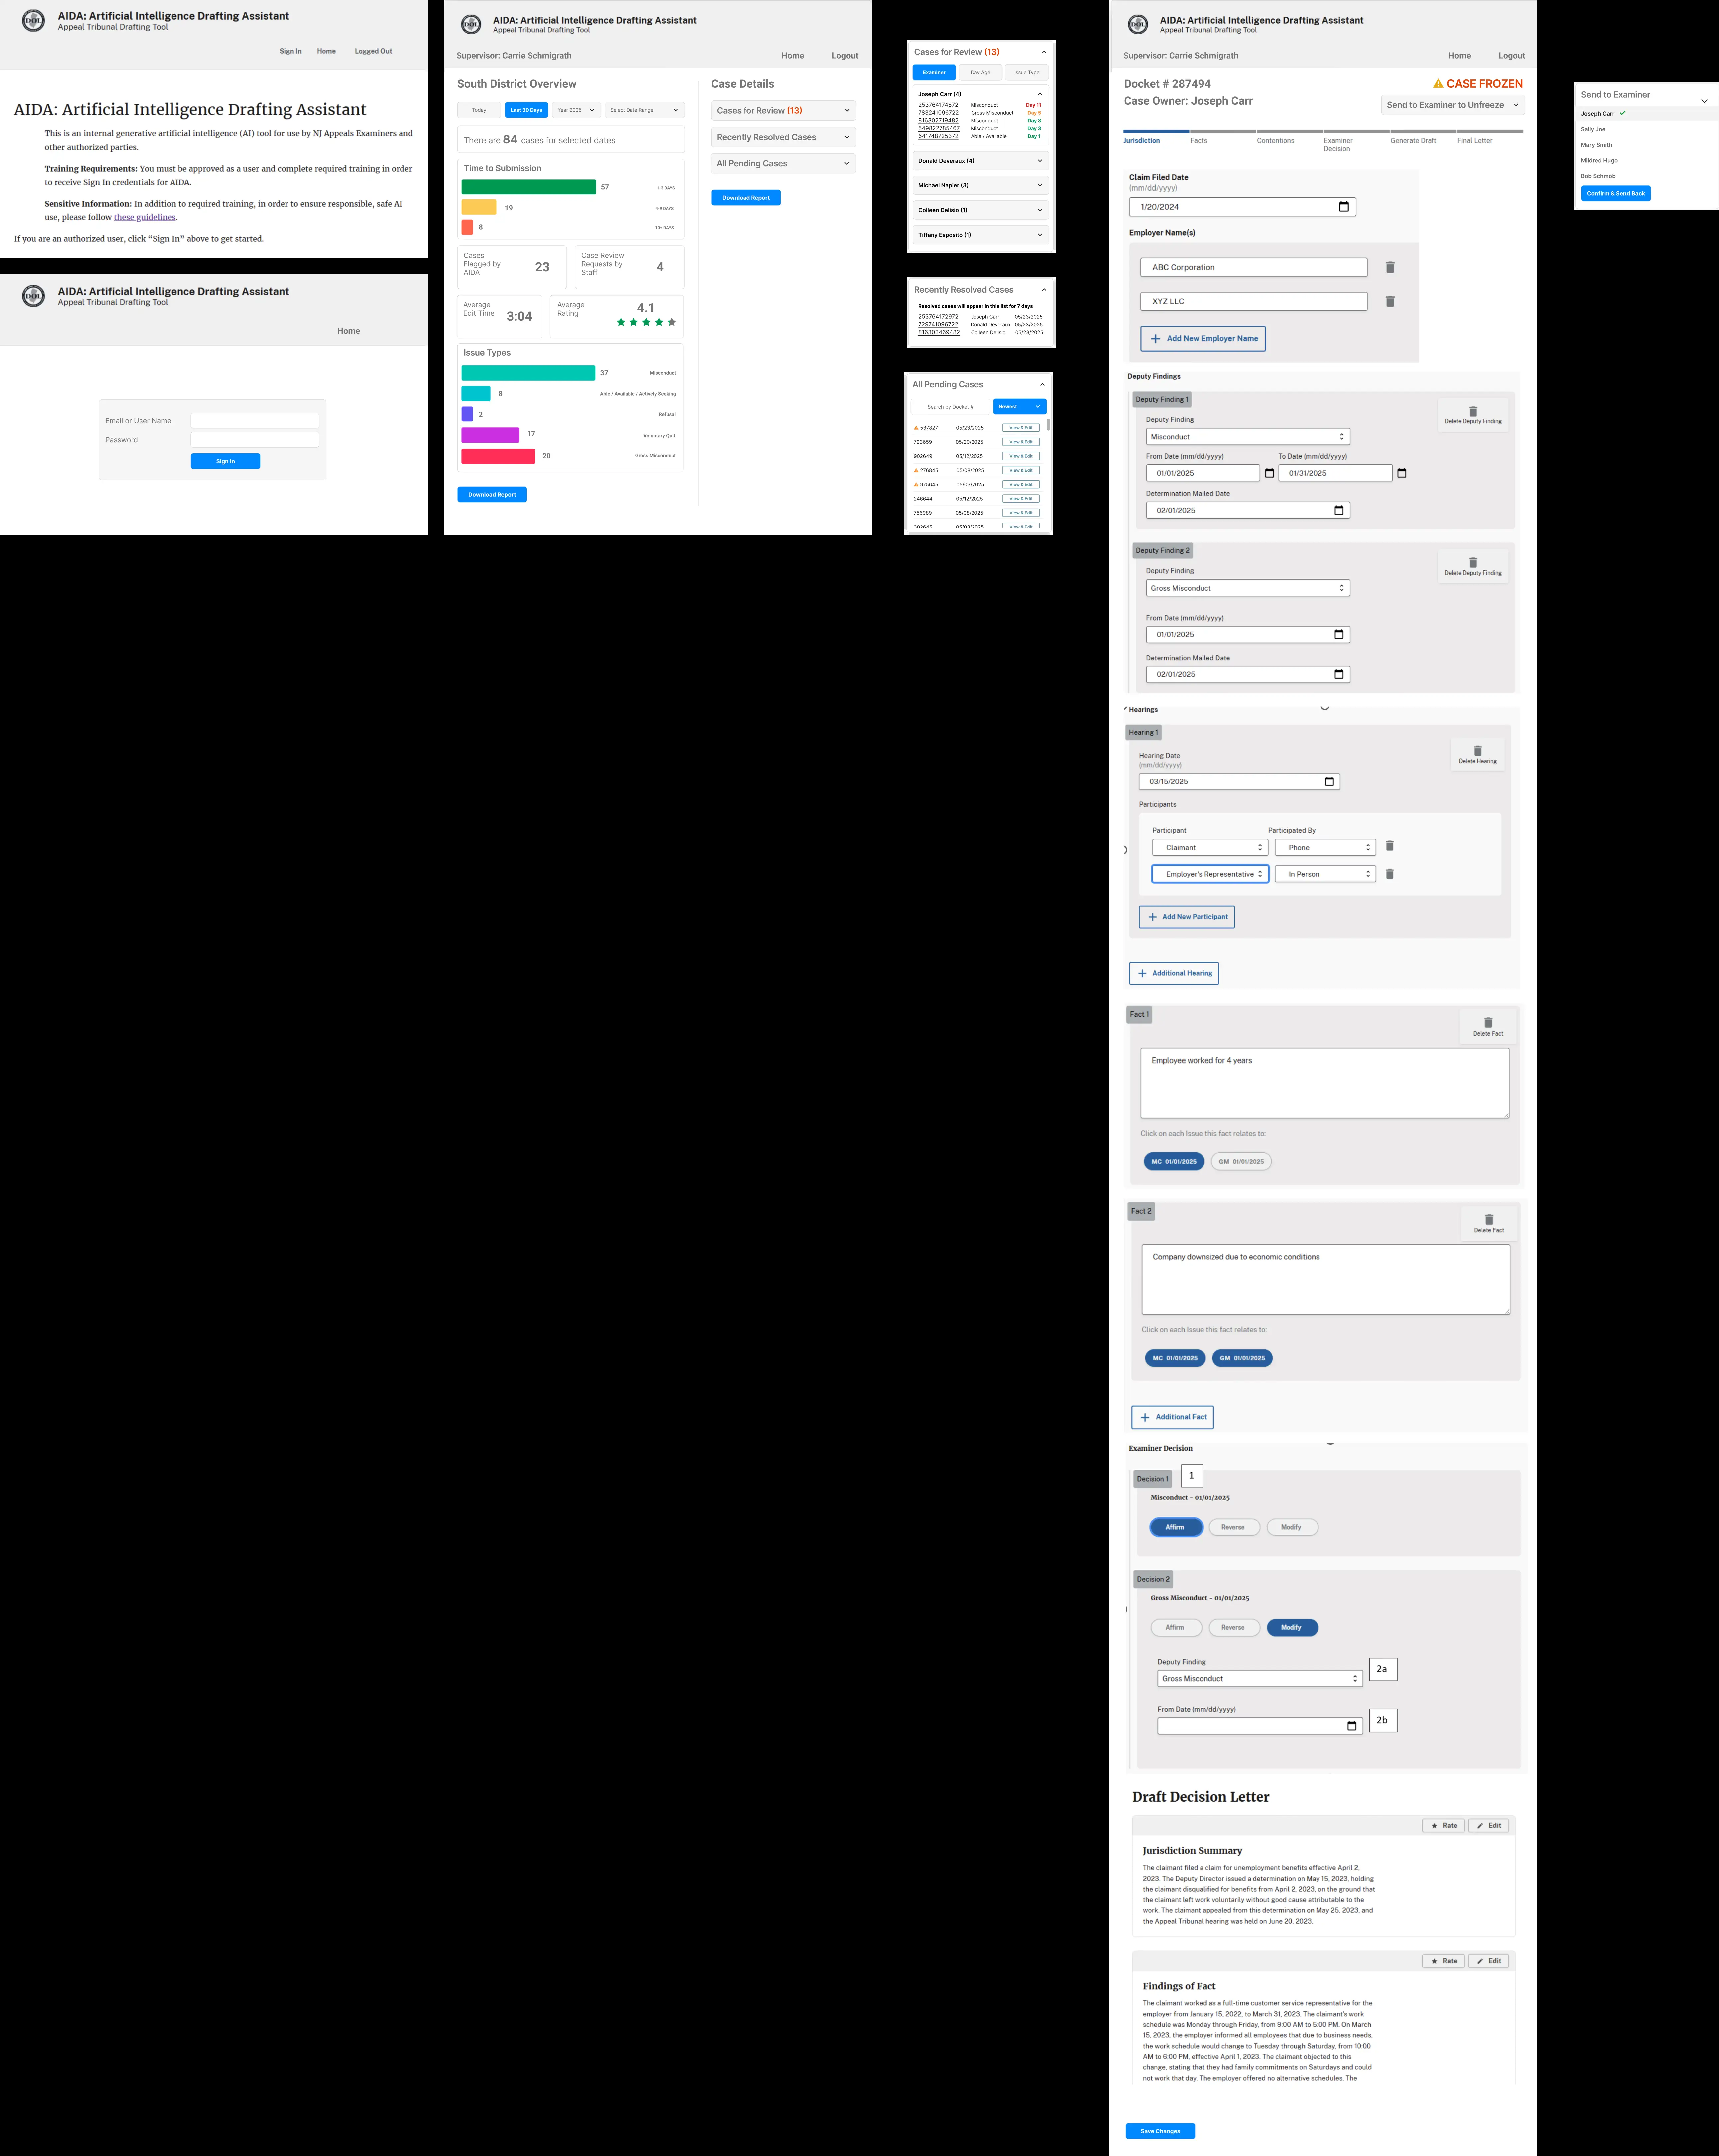 DOL
AIDA: Artificial Intelligence Drafting Assistant
Appeal Tribunal Drafting Tool
Sign In
Home
Logged Out
AIDA: Artificial Intelligence Drafting Assistant
This is an internal generative artificial intelligence (AI) tool for use by NJ Appeals Examiners and
other authorized parties.
Training Requirements: You must be approved as a user and complete required training in order
to receive Sign In credentials for AIDA.
Sensitive Information: In addition to required training, in order to ensure responsible, safe AI
use, please follow these guidelines.
If you are an authorized user, click “Sign In” above to get started.
DOL
AIDA: Artificial Intelligence Drafting Assistant
Appeal Tribunal Drafting Tool
Home
Email or User Name
Password
Sign In
DOL
AIDA: Artificial Intelligence Drafting Assistant
Appeal Tribunal Drafting Tool
Supervisor: Carrie Schmigrath
Home
Logout
South District Overview
Today
Last 30 Days
Year 2025
Select Date Range
There are 84 cases for selected dates
Time to Submission
57
1-3 DAYS
19
4-9 DAYS
8
10+ DAYS
Cases
Flagged by
AIDA
23
Case Review
Requests by
Staff
4
Average
Edit Time
3:04
Average
Rating
4.1
Issue Types
37
Misconduct
8
Able / Available / Actively Seeking
2
Refusal
17
Voluntary Quit
20
Gross Misconduct
Download Report
Case Details
Cases for Review (13)
Recently Resolved Cases
All Pending Cases
Download Report
Cases for Review (13)
Examiner
Day Age
Issue Type
Joseph Carr (4)
253764174872 Misconduct Day 11
783241096722 Gross Misconduct Day 5
816302719482 Misconduct Day 3
549822785467 Misconduct Day 3
641748725372 Able / Available Day 1
Donald Deveraux (4)
Michael Napier (3)
Colleen Delisio (1)
Tiffany Esposito (1)
Recently Resolved Cases
Resolved cases will appear in this list for 7 days
253764172972 Joseph Carr 05/23/2025
729741096722 Donald Deveraux 05/23/2025
816303469482 Colleen Delisio 05/23/2025
All Pending Cases
Search by Docket #
Newest
537827 05/23/2025 View & Edit
793659 05/20/2025 View & Edit
902649 05/12/2025 View & Edit
276845 05/08/2025 View & Edit
975645 05/03/2025 View & Edit
246644 05/12/2025 View & Edit
756989 05/08/2025 View & Edit
302645 05/03/2025 View & Edit
DOL
AIDA: Artificial Intelligence Drafting Assistant
Appeal Tribunal Drafting Tool
Supervisor: Carrie Schmigrath
Home
Logout
Docket # 287494
CASE FROZEN
Case Owner: Joseph Carr
Send to Examiner to Unfreeze
Jurisdiction
Facts
Contentions
Examiner
Decision
Generate Draft
Final Letter
Claim Filed Date
(mm/dd/yyyy)
1/20/2024
Employer Name(s)
ABC Corporation
XYZ LLC
Add New Employer Name
Deputy Findings
Deputy Finding 1
Delete Deputy Finding
Deputy Finding
Misconduct
From Date (mm/dd/yyyy)
To Date (mm/dd/yyyy)
01/01/2025
01/31/2025
Determination Mailed Date
02/01/2025
Deputy Finding 2
Delete Deputy Finding
Deputy Finding
Gross Misconduct
From Date (mm/dd/yyyy)
01/01/2025
Determination Mailed Date
02/01/2025
Hearings
Hearing 1
Delete Hearing
Hearing Date
(mm/dd/yyyy)
03/15/2025
Participants
Participant
Participated By
Claimant
Phone
Employer's Representative
In Person
Add New Participant
Additional Hearing
Fact 1
Delete Fact
Employee worked for 4 years
Click on each Issue this fact relates to:
MC 01/01/2025
GM 01/01/2025
Fact 2
Delete Fact
Company downsized due to economic conditions
Click on each Issue this fact relates to:
MC 01/01/2025
GM 01/01/2025
Additional Fact
Examiner Decision
Decision 1
1
Misconduct - 01/01/2025
Affirm
Reverse
Modify
Decision 2
Gross Misconduct - 01/01/2025
Affirm
Reverse
Modify
Deputy Finding
Gross Misconduct
2a
From Date (mm/dd/yyyy)
2b
Draft Decision Letter
Rate
Edit
Jurisdiction Summary
The claimant filed a claim for unemployment benefits effective April 2,
2023. The Deputy Director issued a determination on May 15, 2023, holding
the claimant disqualified for benefits from April 2, 2023, on the ground that
the claimant left work voluntarily without good cause attributable to the
work. The claimant appealed from this determination on May 25, 2023, and
the Appeal Tribunal hearing was held on June 20, 2023.
Rate
Edit
Findings of Fact
The claimant worked as a full-time customer service representative for the
employer from January 15, 2022, to March 31, 2023. The claimant's work
schedule was Monday through Friday, from 9:00 AM to 5:00 PM. On March
15, 2023, the employer informed all employees that due to business needs,
the work schedule would change to Tuesday through Saturday, from 10:00
AM to 6:00 PM, effective April 1, 2023. The claimant objected to this
change, stating that they had family commitments on Saturdays and could
not work that day. The employer offered no alternative schedules. The
Save Changes
Send to Examiner
Joseph Carr
Sally Joe
Mary Smith
Mildred Hugo
Bob Schmob
Confirm & Send Back